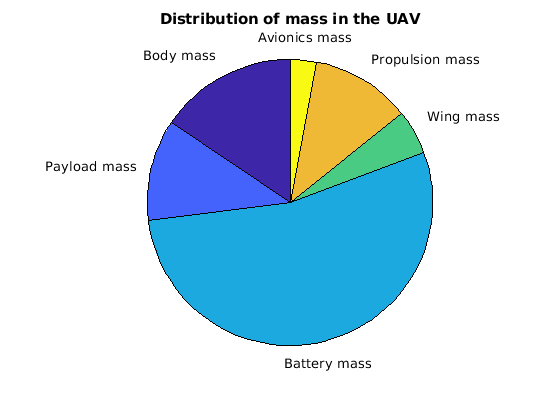 Distribution of mass in the UAV
Avionics mass
Body mass
Propulsion mass
Wing mass
Payload mass
Battery mass